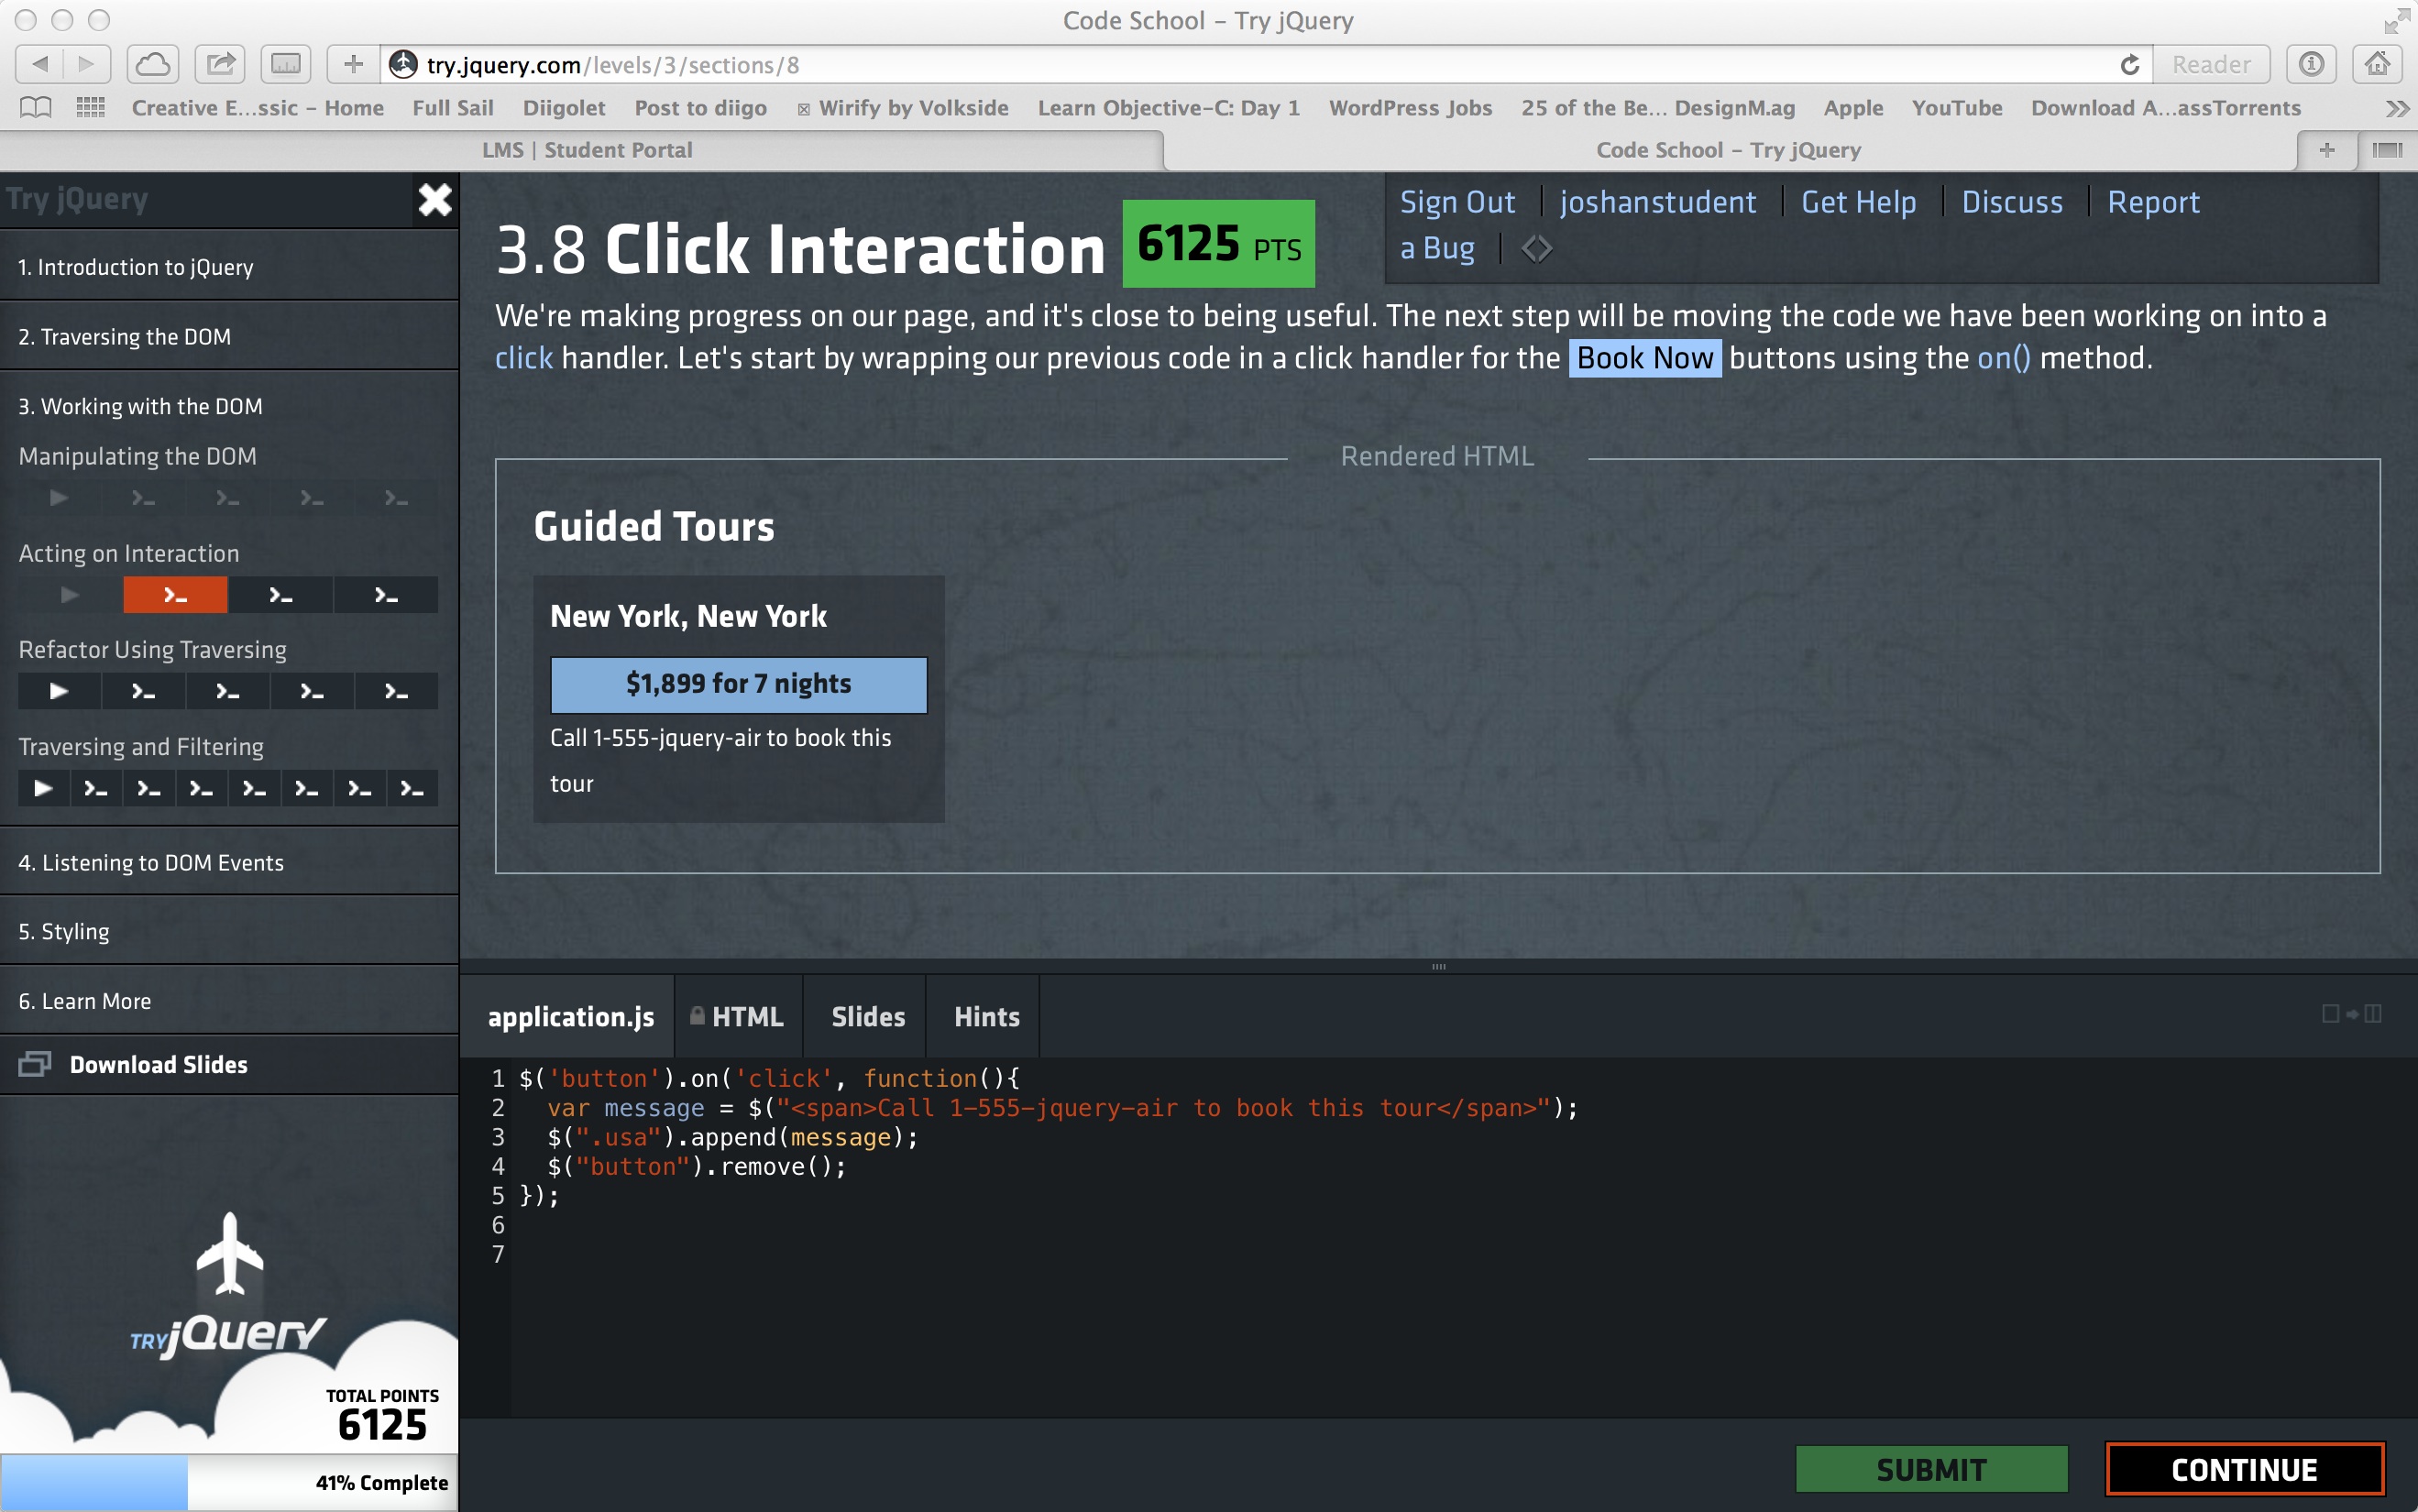 Code School – Try jQuery
try.jquery.com/levels/3/sections/8
Reader
Creative E...ssic – Home
Full Sail
Diigolet
Post to diigo
Wirify by Volkside
Learn Objective-C: Day 1
WordPress Jobs
25 of the Be... DesignM.ag
Apple
YouTube
Download A...assTorrents
LMS | Student Portal
Code School – Try jQuery
Try jQuery
1. Introduction to jQuery
2. Traversing the DOM
3. Working with the DOM
Manipulating the DOM
Acting on Interaction
Refactor Using Traversing
Traversing and Filtering
4. Listening to DOM Events
5. Styling
6. Learn More
Download Slides
TRY jQuery
TOTAL POINTS
6125
41% Complete
3.8 Click Interaction 6125 PTS
Sign Out | joshanstudent | Get Help | Discuss | Report
a Bug | <>
We're making progress on our page, and it's close to being useful. The next step will be moving the code we have been working on into a
click handler. Let's start by wrapping our previous code in a click handler for the Book Now buttons using the on() method.
Rendered HTML
Guided Tours
New York, New York
$1,899 for 7 nights
Call 1-555-jquery-air to book this
tour
application.js
HTML
Slides
Hints
1 $('button').on('click', function(){
2   var message = $("<span>Call 1-555-jquery-air to book this tour</span>");
3   $(".usa").append(message);
4   $("button").remove();
5 });
6
7
SUBMIT
CONTINUE